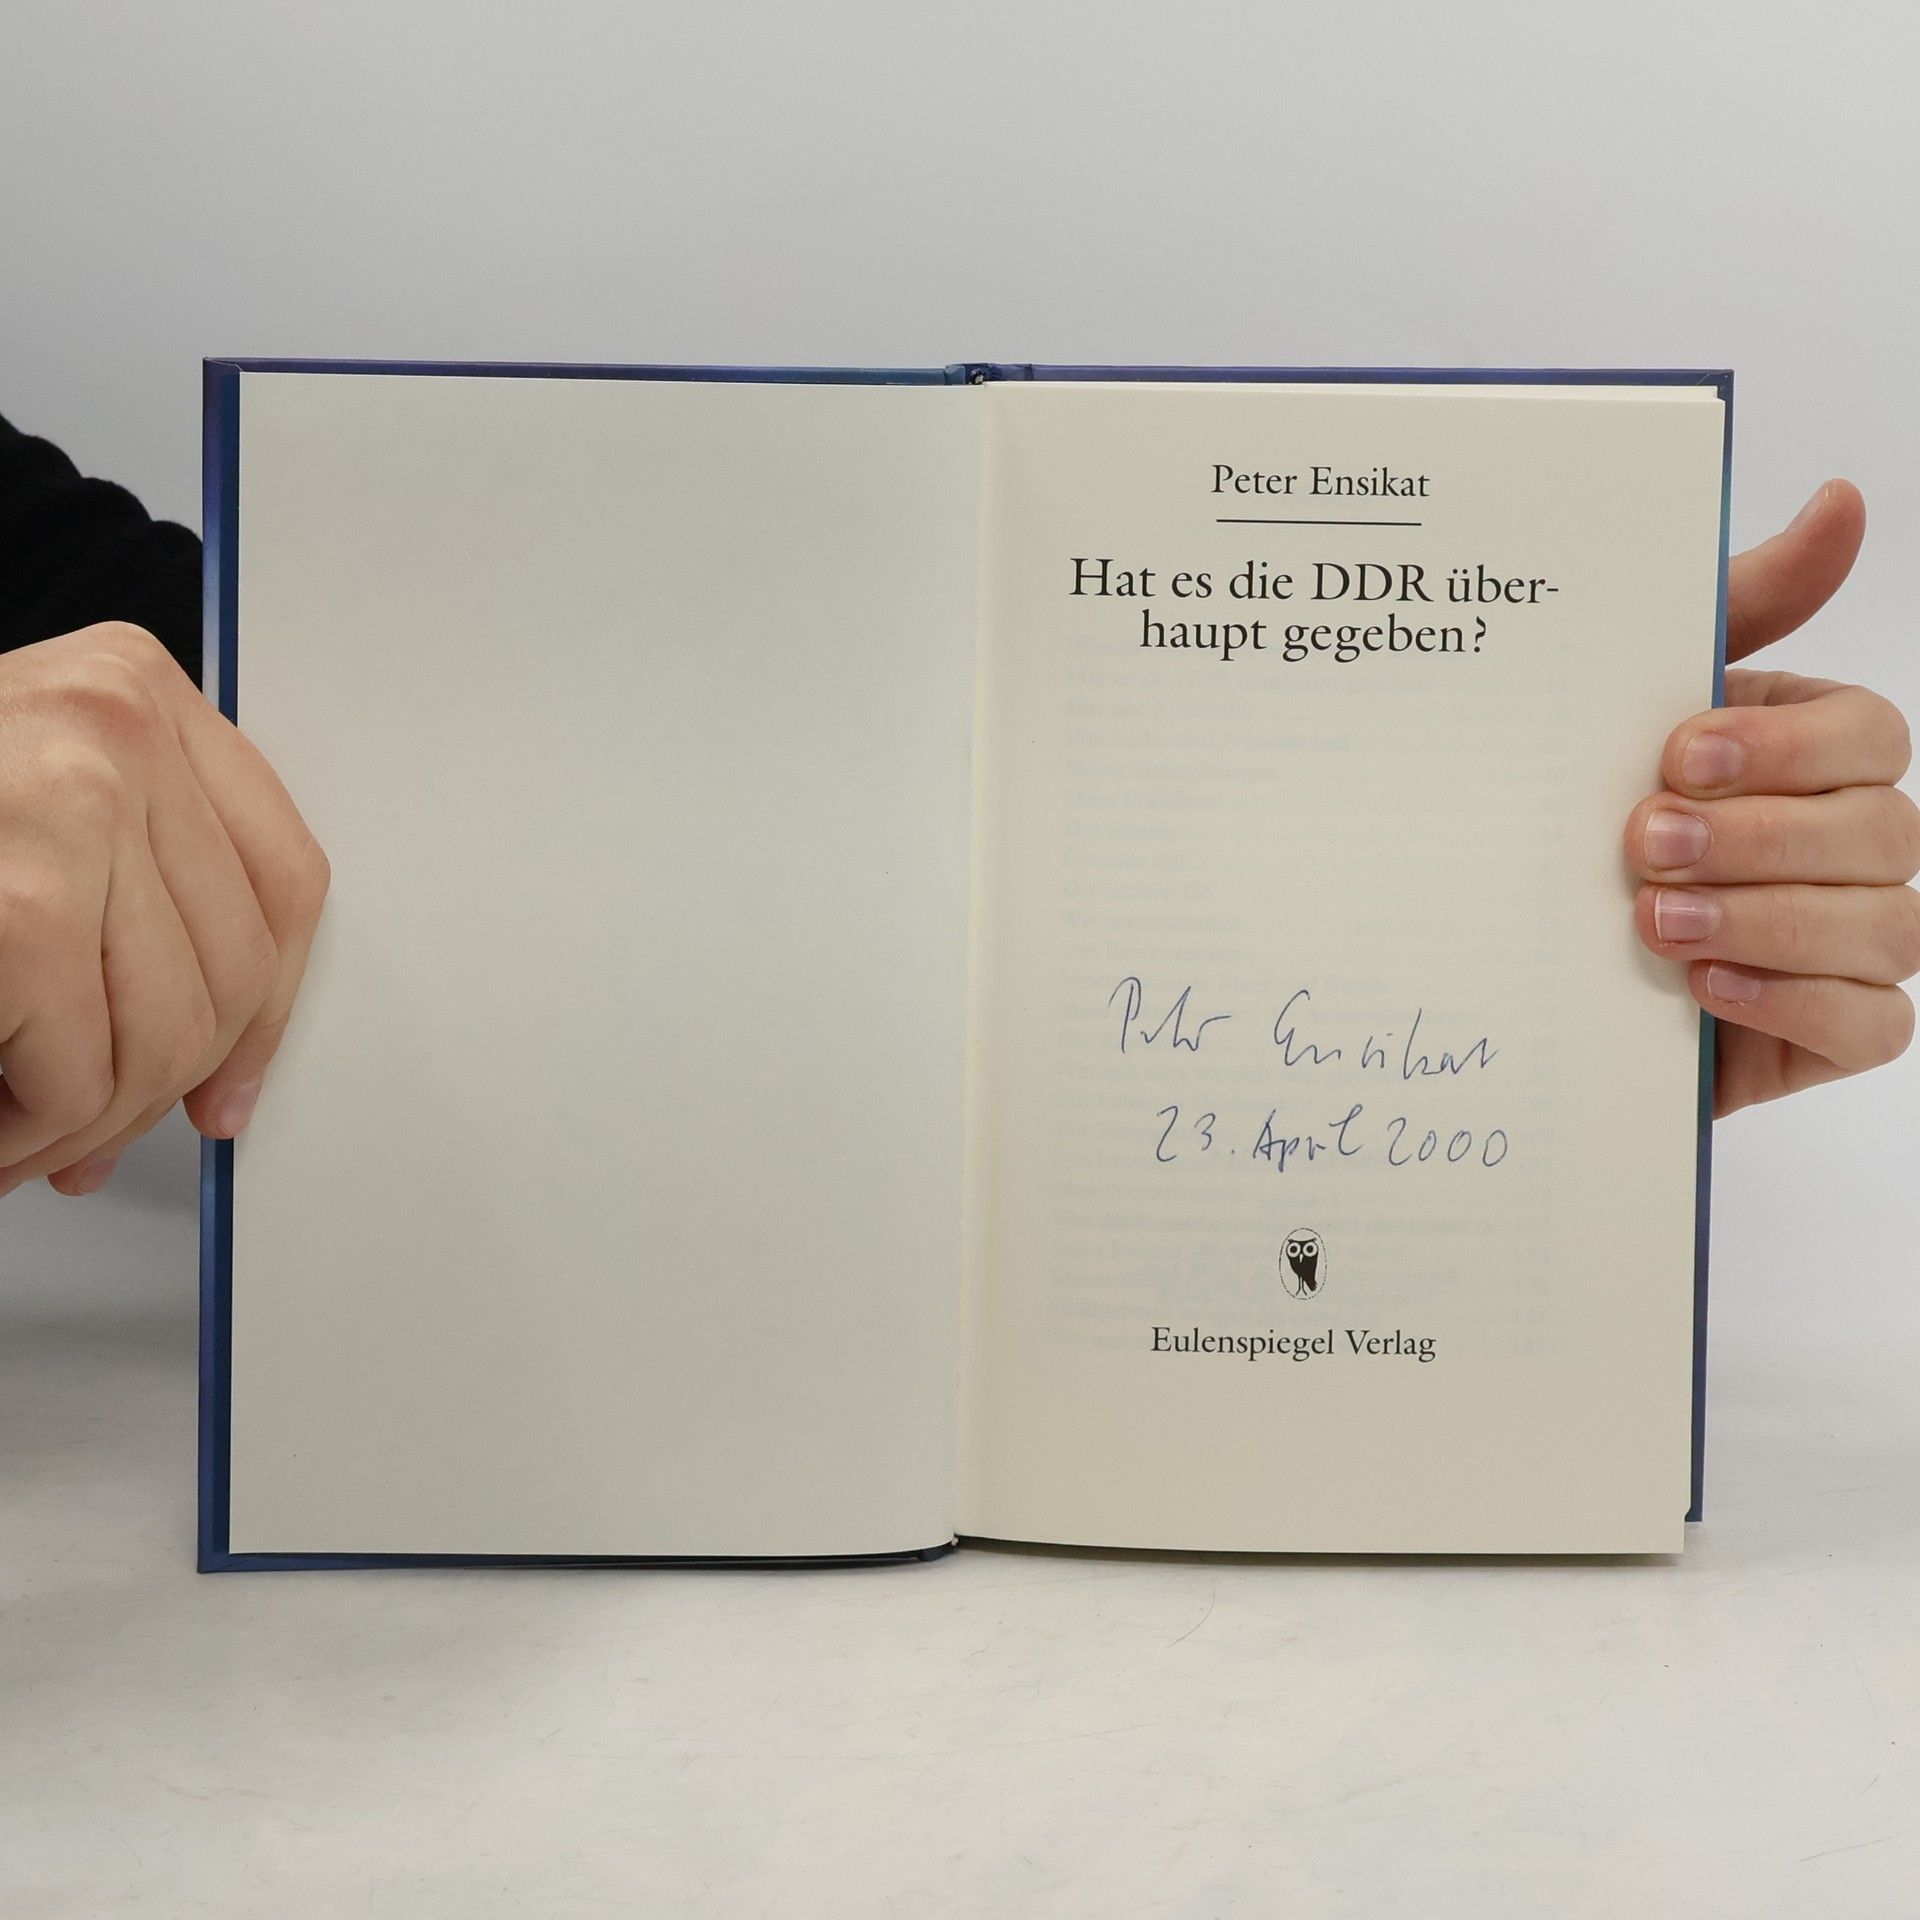 Peter Ensikat
Hat es die DDR über-
haupt gegeben?
Peter Ensikat
23. April 2000
Eulenspiegel Verlag